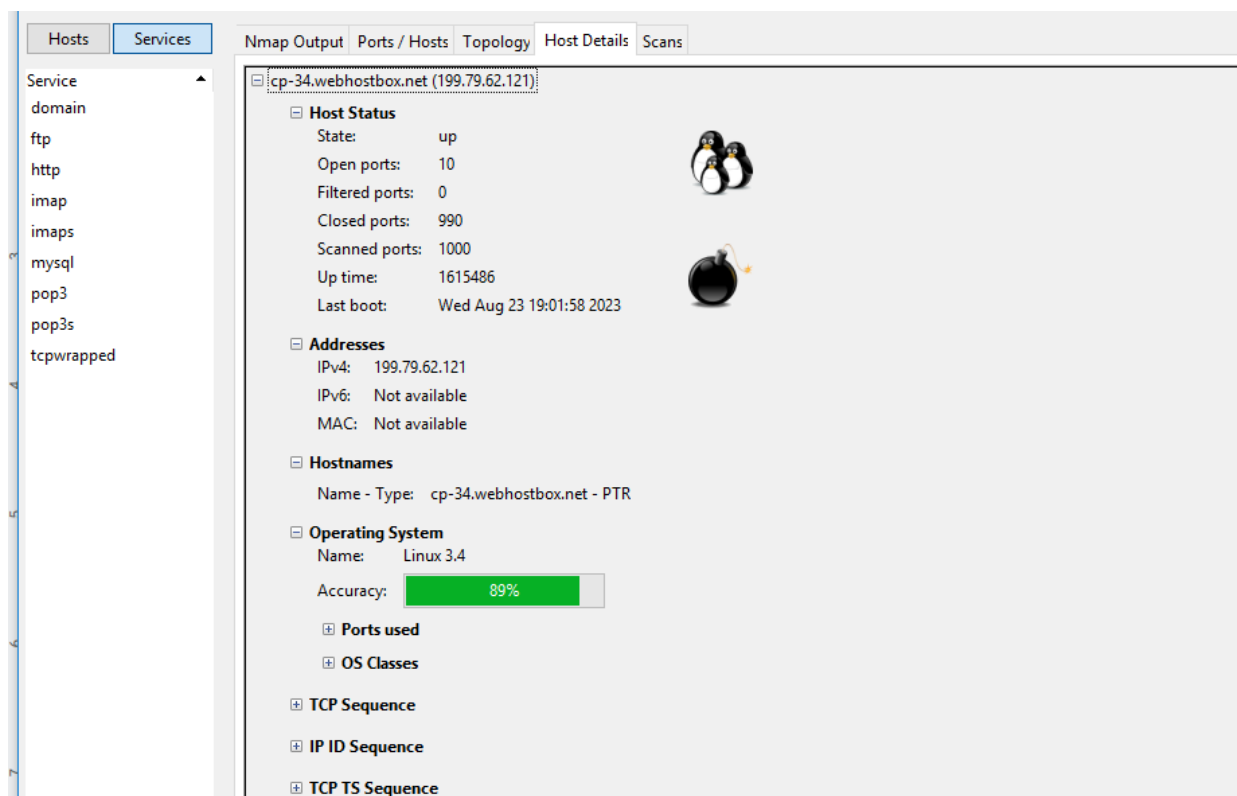 Hosts Services
Nmap Output Ports / Hosts Topology Host Details Scans
Service
domain
ftp
http
imap
imaps
mysql
pop3
pop3s
tcpwrapped
cp-34.webhostbox.net (199.79.62.121)
Host Status
State: up
Open ports: 10
Filtered ports: 0
Closed ports: 990
Scanned ports: 1000
Up time: 1615486
Last boot: Wed Aug 23 19:01:58 2023
Addresses
IPv4: 199.79.62.121
IPv6: Not available
MAC: Not available
Hostnames
Name - Type: cp-34.webhostbox.net - PTR
Operating System
Name: Linux 3.4
Accuracy: 89%
Ports used
OS Classes
TCP Sequence
IP ID Sequence
TCP TS Sequence
3
4
5
6
7